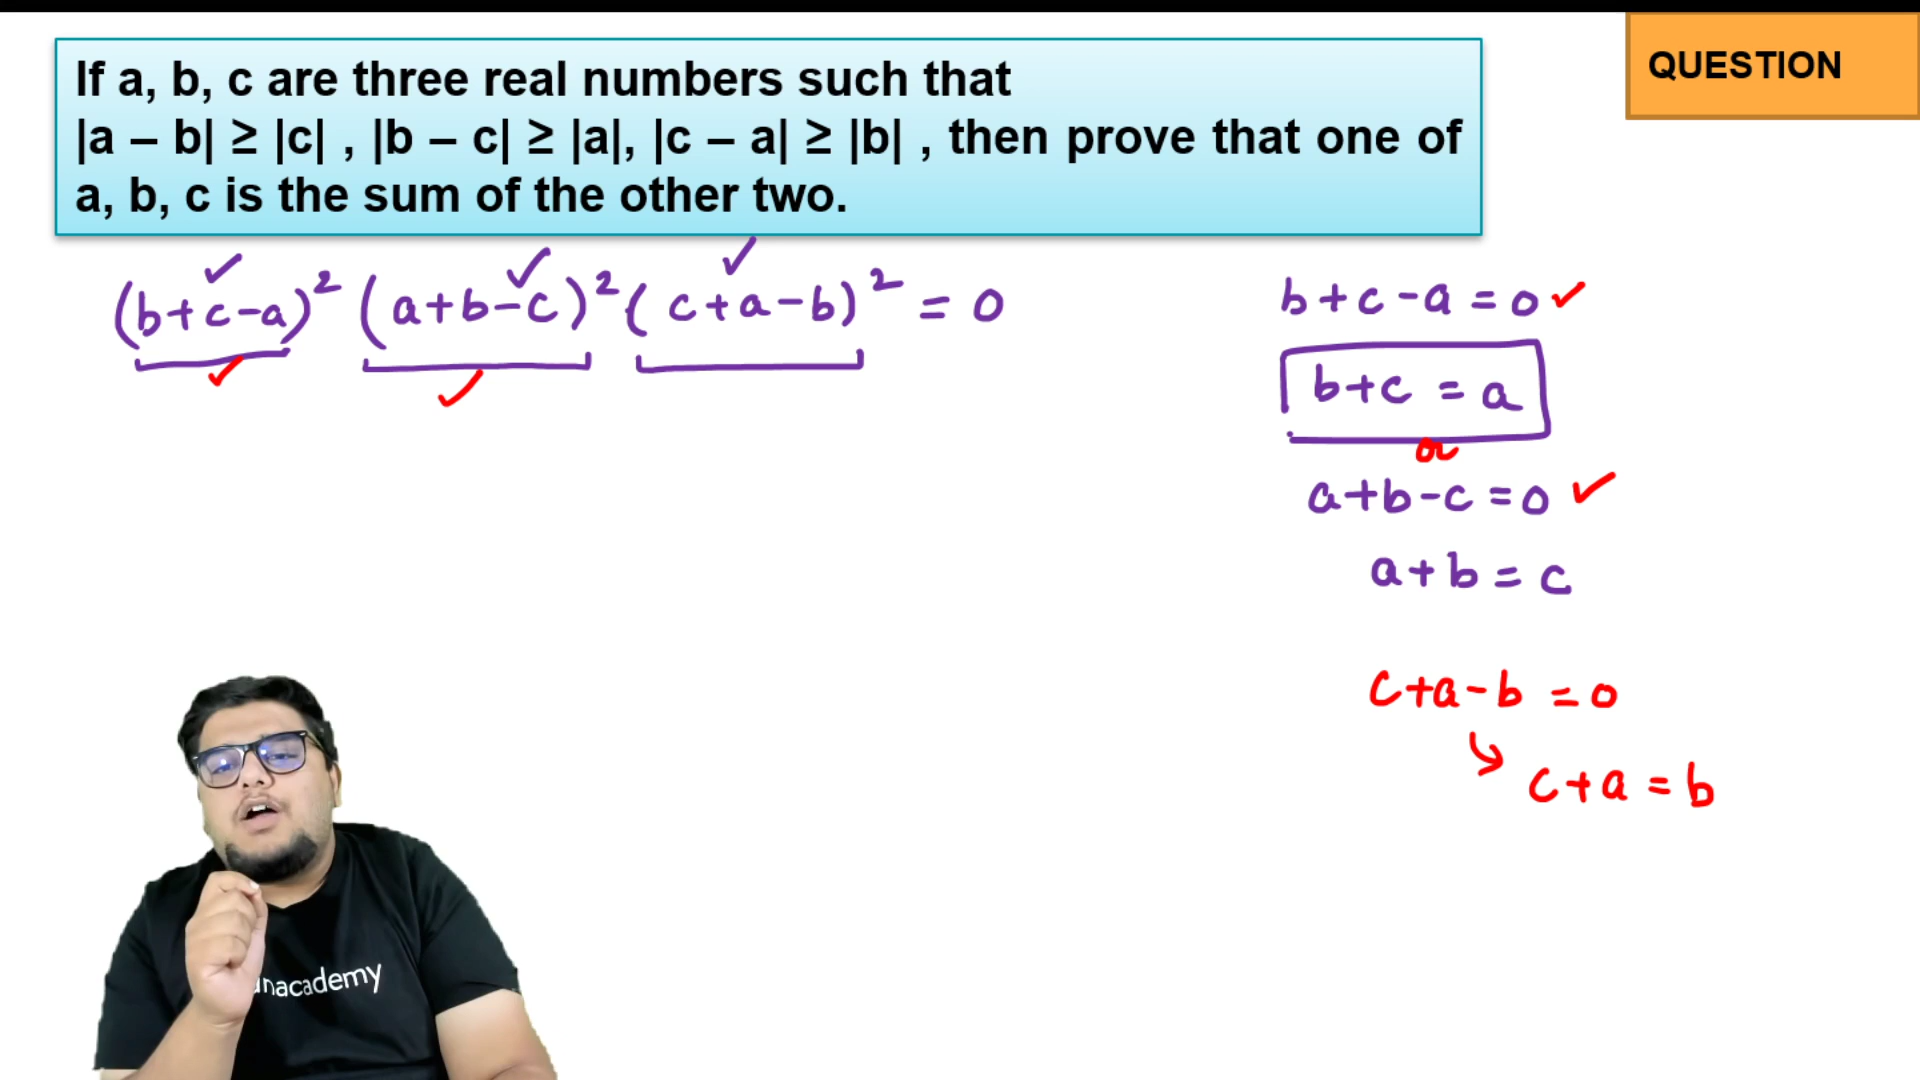 QUESTION
If a, b, c are three real numbers such that
|a – b| ≥ |c| , |b – c| ≥ |a|, |c – a| ≥ |b| , then prove that one of
a, b, c is the sum of the other two.
(b+c-a)² (a+b-c)² (c+a-b)² = 0
b+c-a = 0
b+c = a
or
a+b-c = 0
a+b = c
c+a-b = 0
c+a = b
unacademy